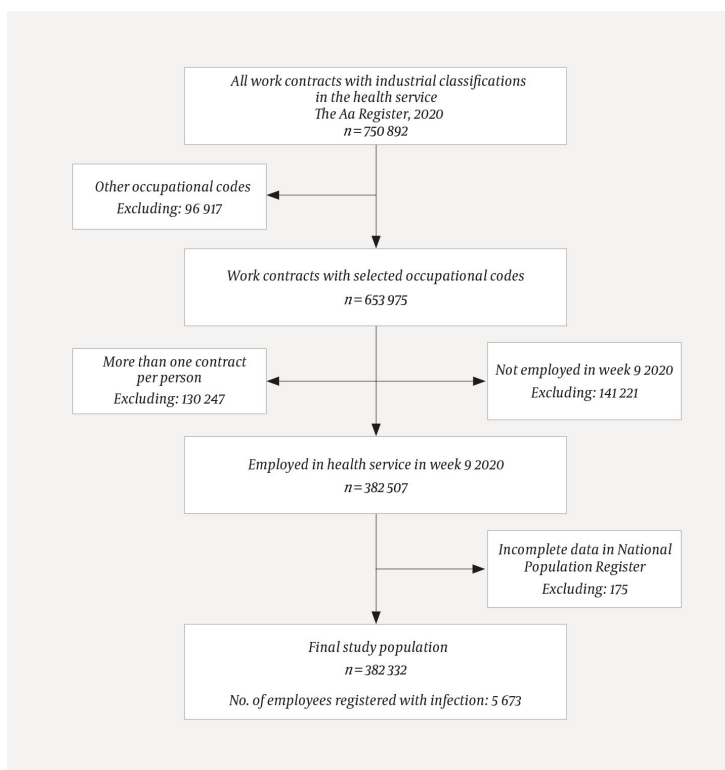 All work contracts with industrial classifications
in the health service
The Aa Register, 2020
n=750 892
Other occupational codes
Excluding: 96 917
Work contracts with selected occupational codes
n=653 975
More than one contract
per person
Excluding: 130 247
Not employed in week 9 2020
Excluding: 141 221
Employed in health service in week 9 2020
n=382 507
Incomplete data in National
Population Register
Excluding: 175
Final study population
n=382 332
No. of employees registered with infection: 5 673